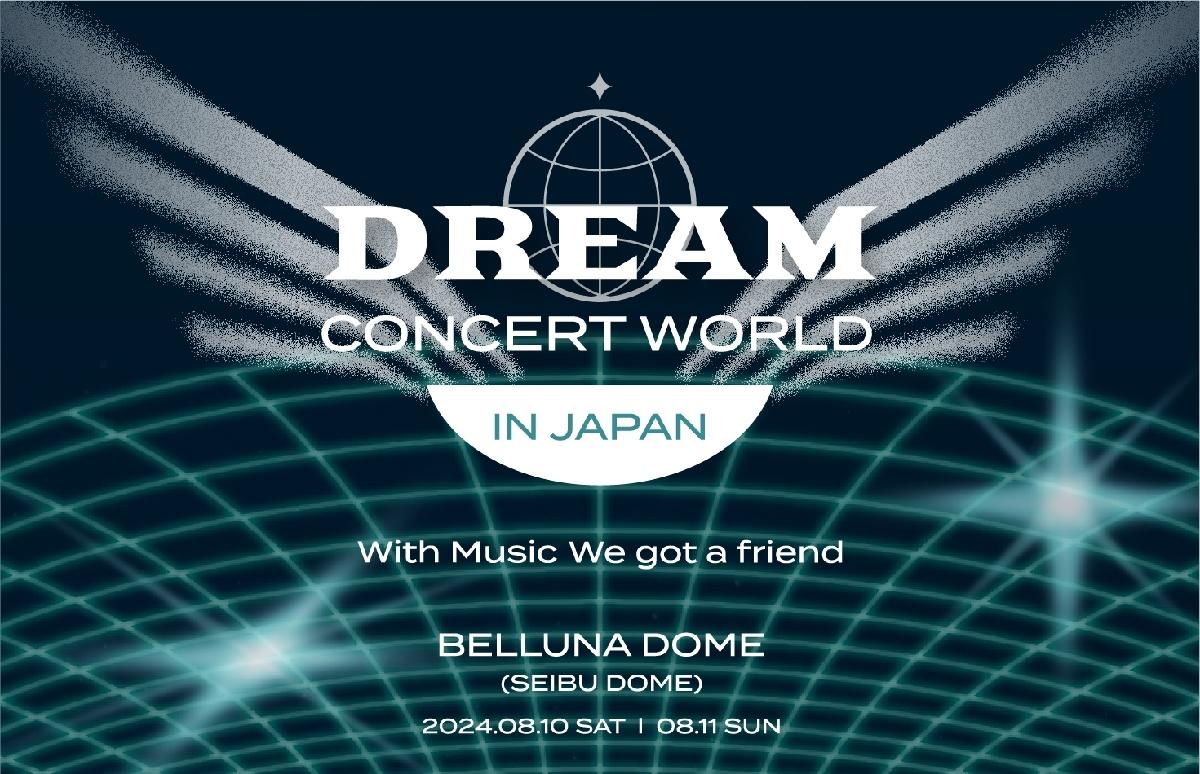 DREAM
CONCERT WORLD
IN JAPAN
With Music We got a friend
BELLUNA DOME
(SEIBU DOME)
2024.08.10 SAT | 08.11 SUN